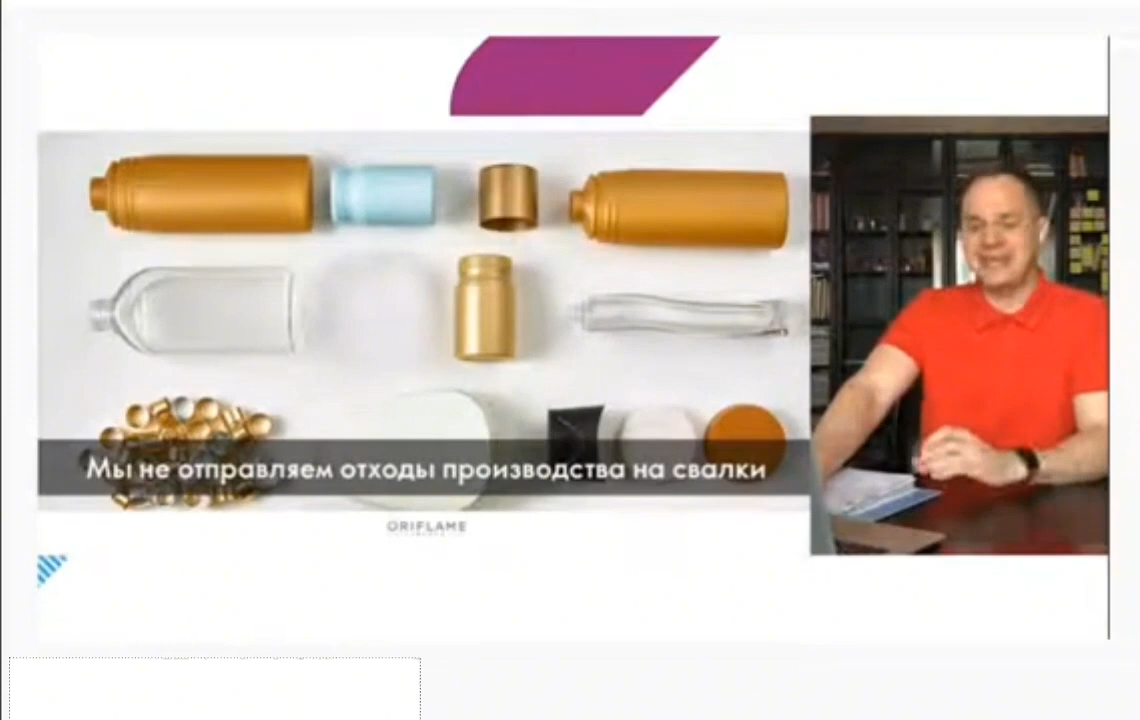 Мы не отправляем отходы производства на свалки
ORIFLAME